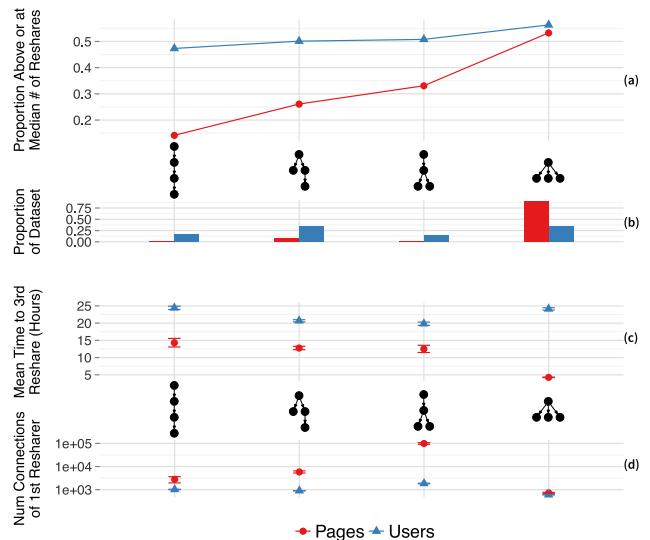 Proportion Above or at
Median # of Reshares
0.5
0.4
0.3
0.2
(a)
Proportion
of Dataset
0.75
0.50
0.25
0.00
(b)
Mean Time to 3rd
Reshare (Hours)
25
20
15
10
5
(c)
Num Connections
of 1st Resharer
1e+05
1e+04
1e+03
(d)
Pages Users